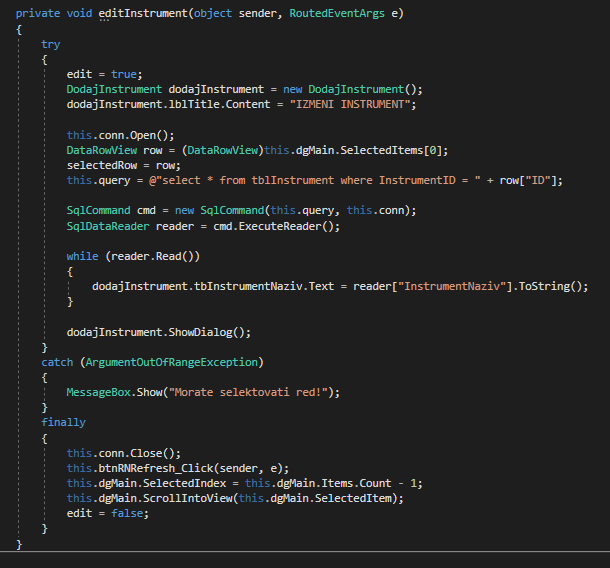 private void editInstrument(object sender, RoutedEventArgs e)
{
try
{
edit = true;
DodajInstrument dodajInstrument = new DodajInstrument();
dodajInstrument.lblTitle.Content = "IZMENI INSTRUMENT";
this.conn.Open();
DataRowView row = (DataRowView)this.dgMain.SelectedItems[0];
selectedRow = row;
this.query = @"select * from tblInstrument where InstrumentID = " + row["ID"];
SqlCommand cmd = new SqlCommand(this.query, this.conn);
SqlDataReader reader = cmd.ExecuteReader();
while (reader.Read())
{
dodajInstrument.tbInstrumentNaziv.Text = reader["InstrumentNaziv"].ToString();
}
dodajInstrument.ShowDialog();
}
catch (ArgumentOutOfRangeException)
{
MessageBox.Show("Morate selektovati red!");
}
finally
{
this.conn.Close();
this.btnRNRefresh_Click(sender, e);
this.dgMain.SelectedIndex = this.dgMain.Items.Count - 1;
this.dgMain.ScrollIntoView(this.dgMain.SelectedItem);
edit = false;
}
}